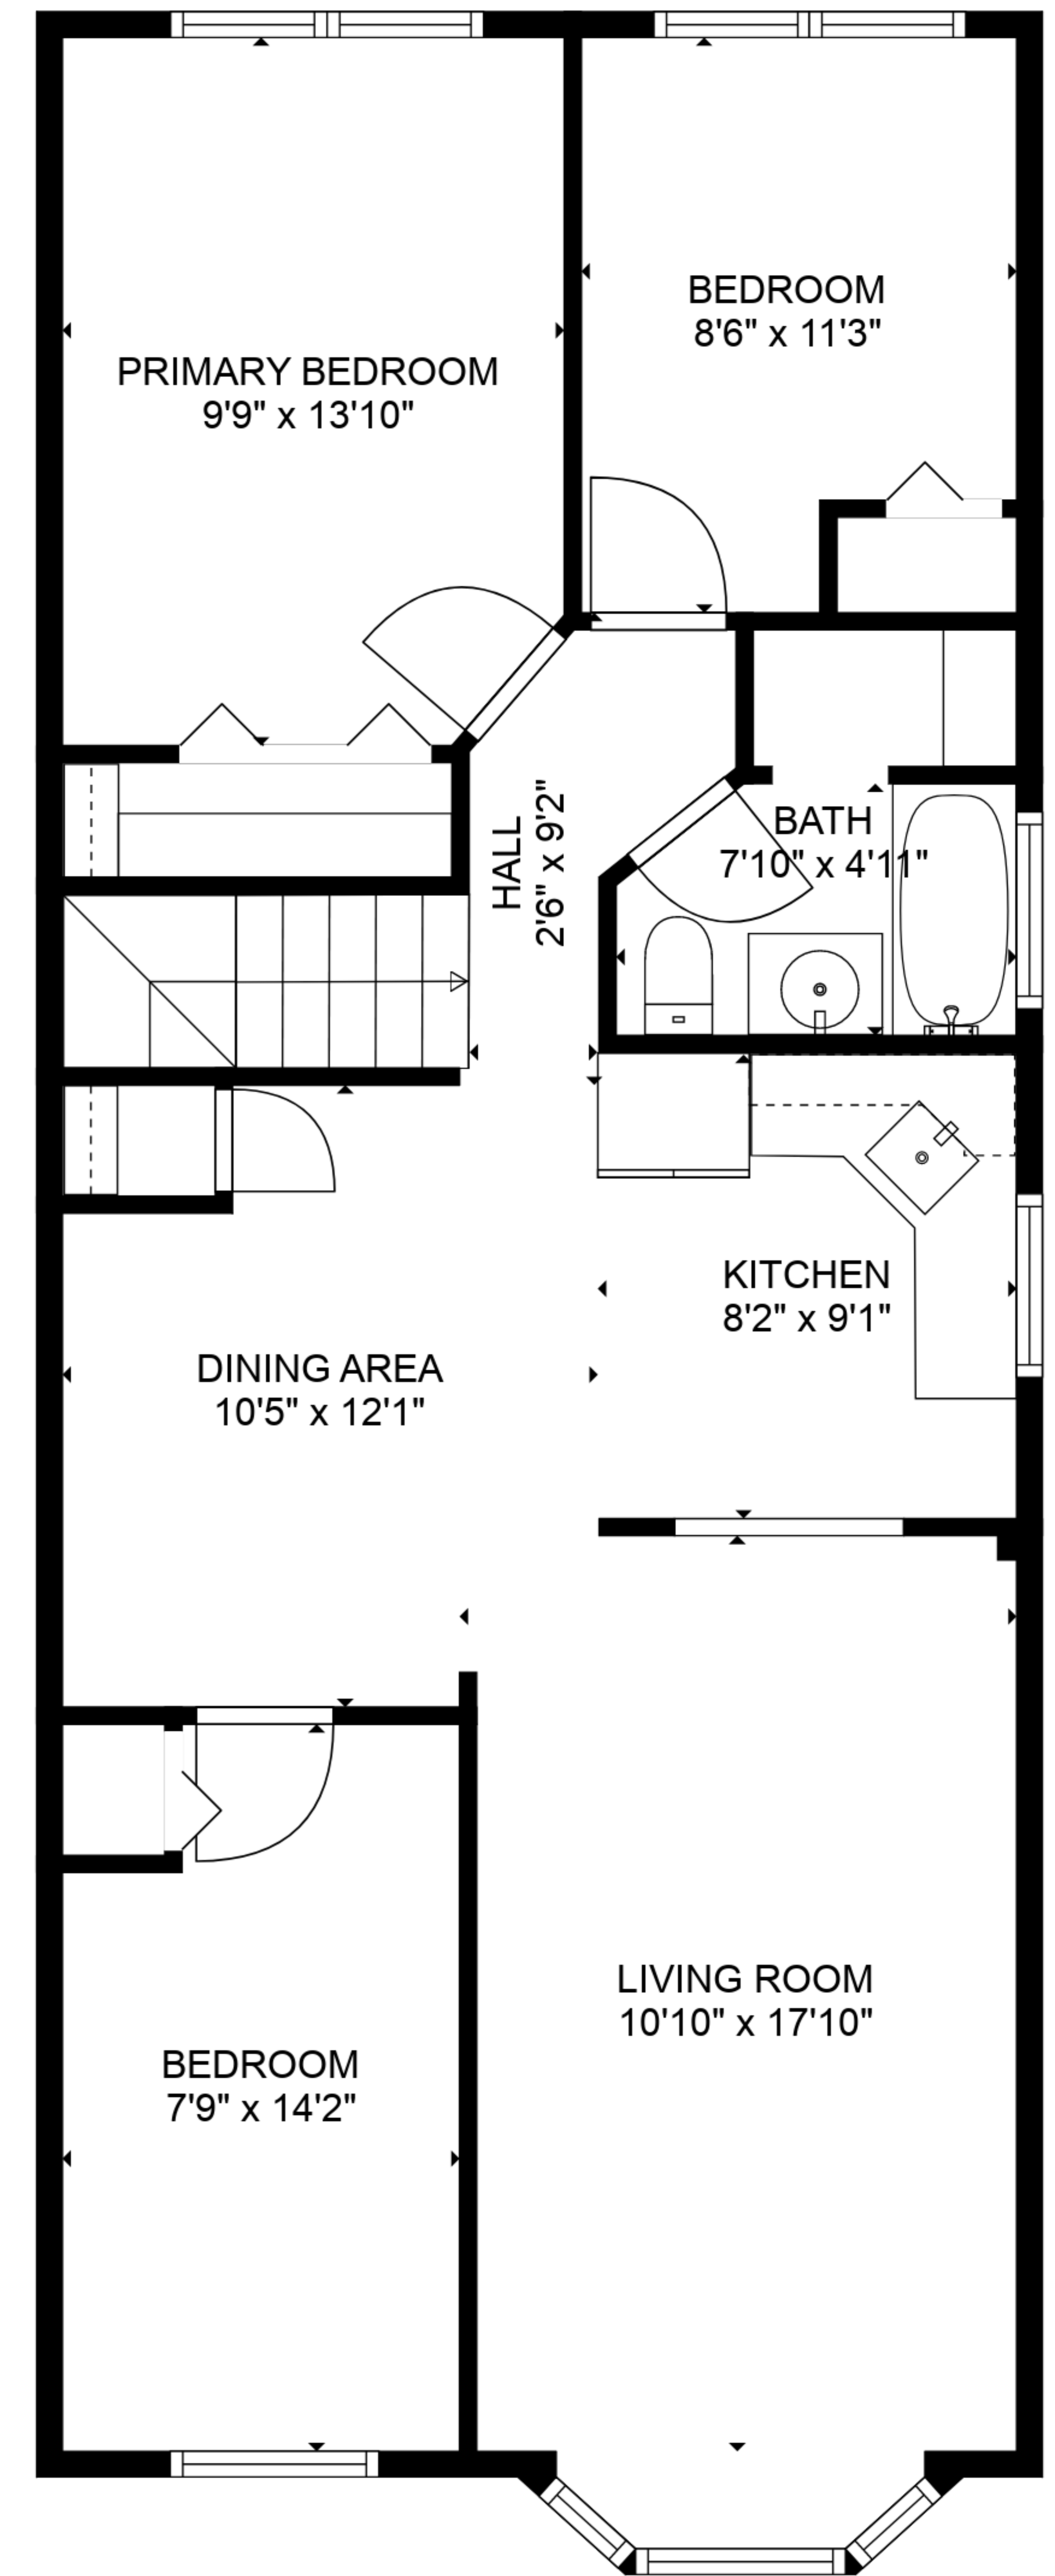 BEDROOM
8'6" x 11'3"
PRIMARY BEDROOM
9'9" x 13'10"
HALL
2'6" x 9'2"
BATH
7'10" x 4'11"
KITCHEN
8'2" x 9'1"
DINING AREA
10'5" x 12'1"
LIVING ROOM
10'10" x 17'10"
BEDROOM
7'9" x 14'2"